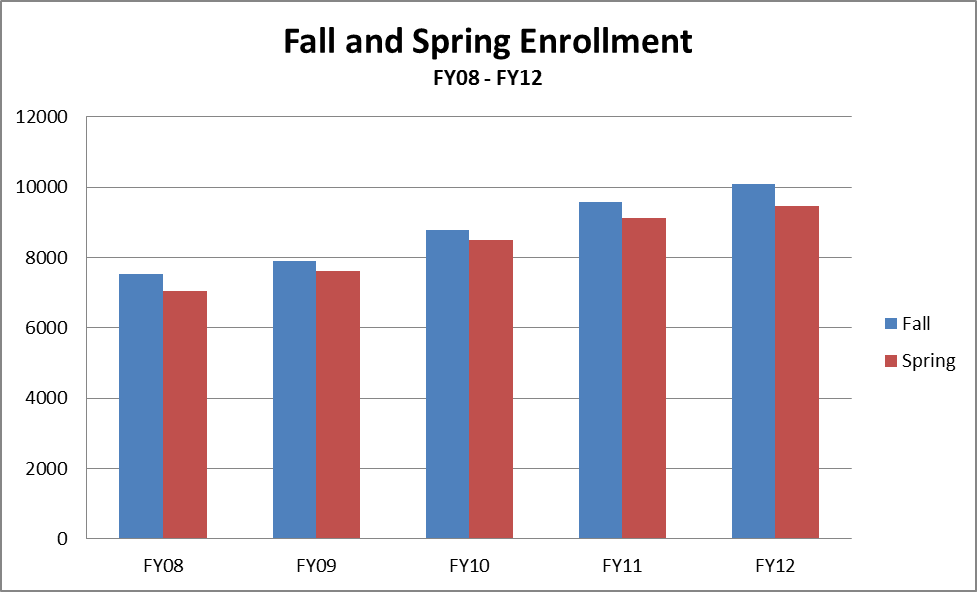 Fall and Spring Enrollment
FY08 - FY12
12000
10000
8000
6000
4000
2000
0
Fall
Spring
FY08 FY09 FY10 FY11 FY12